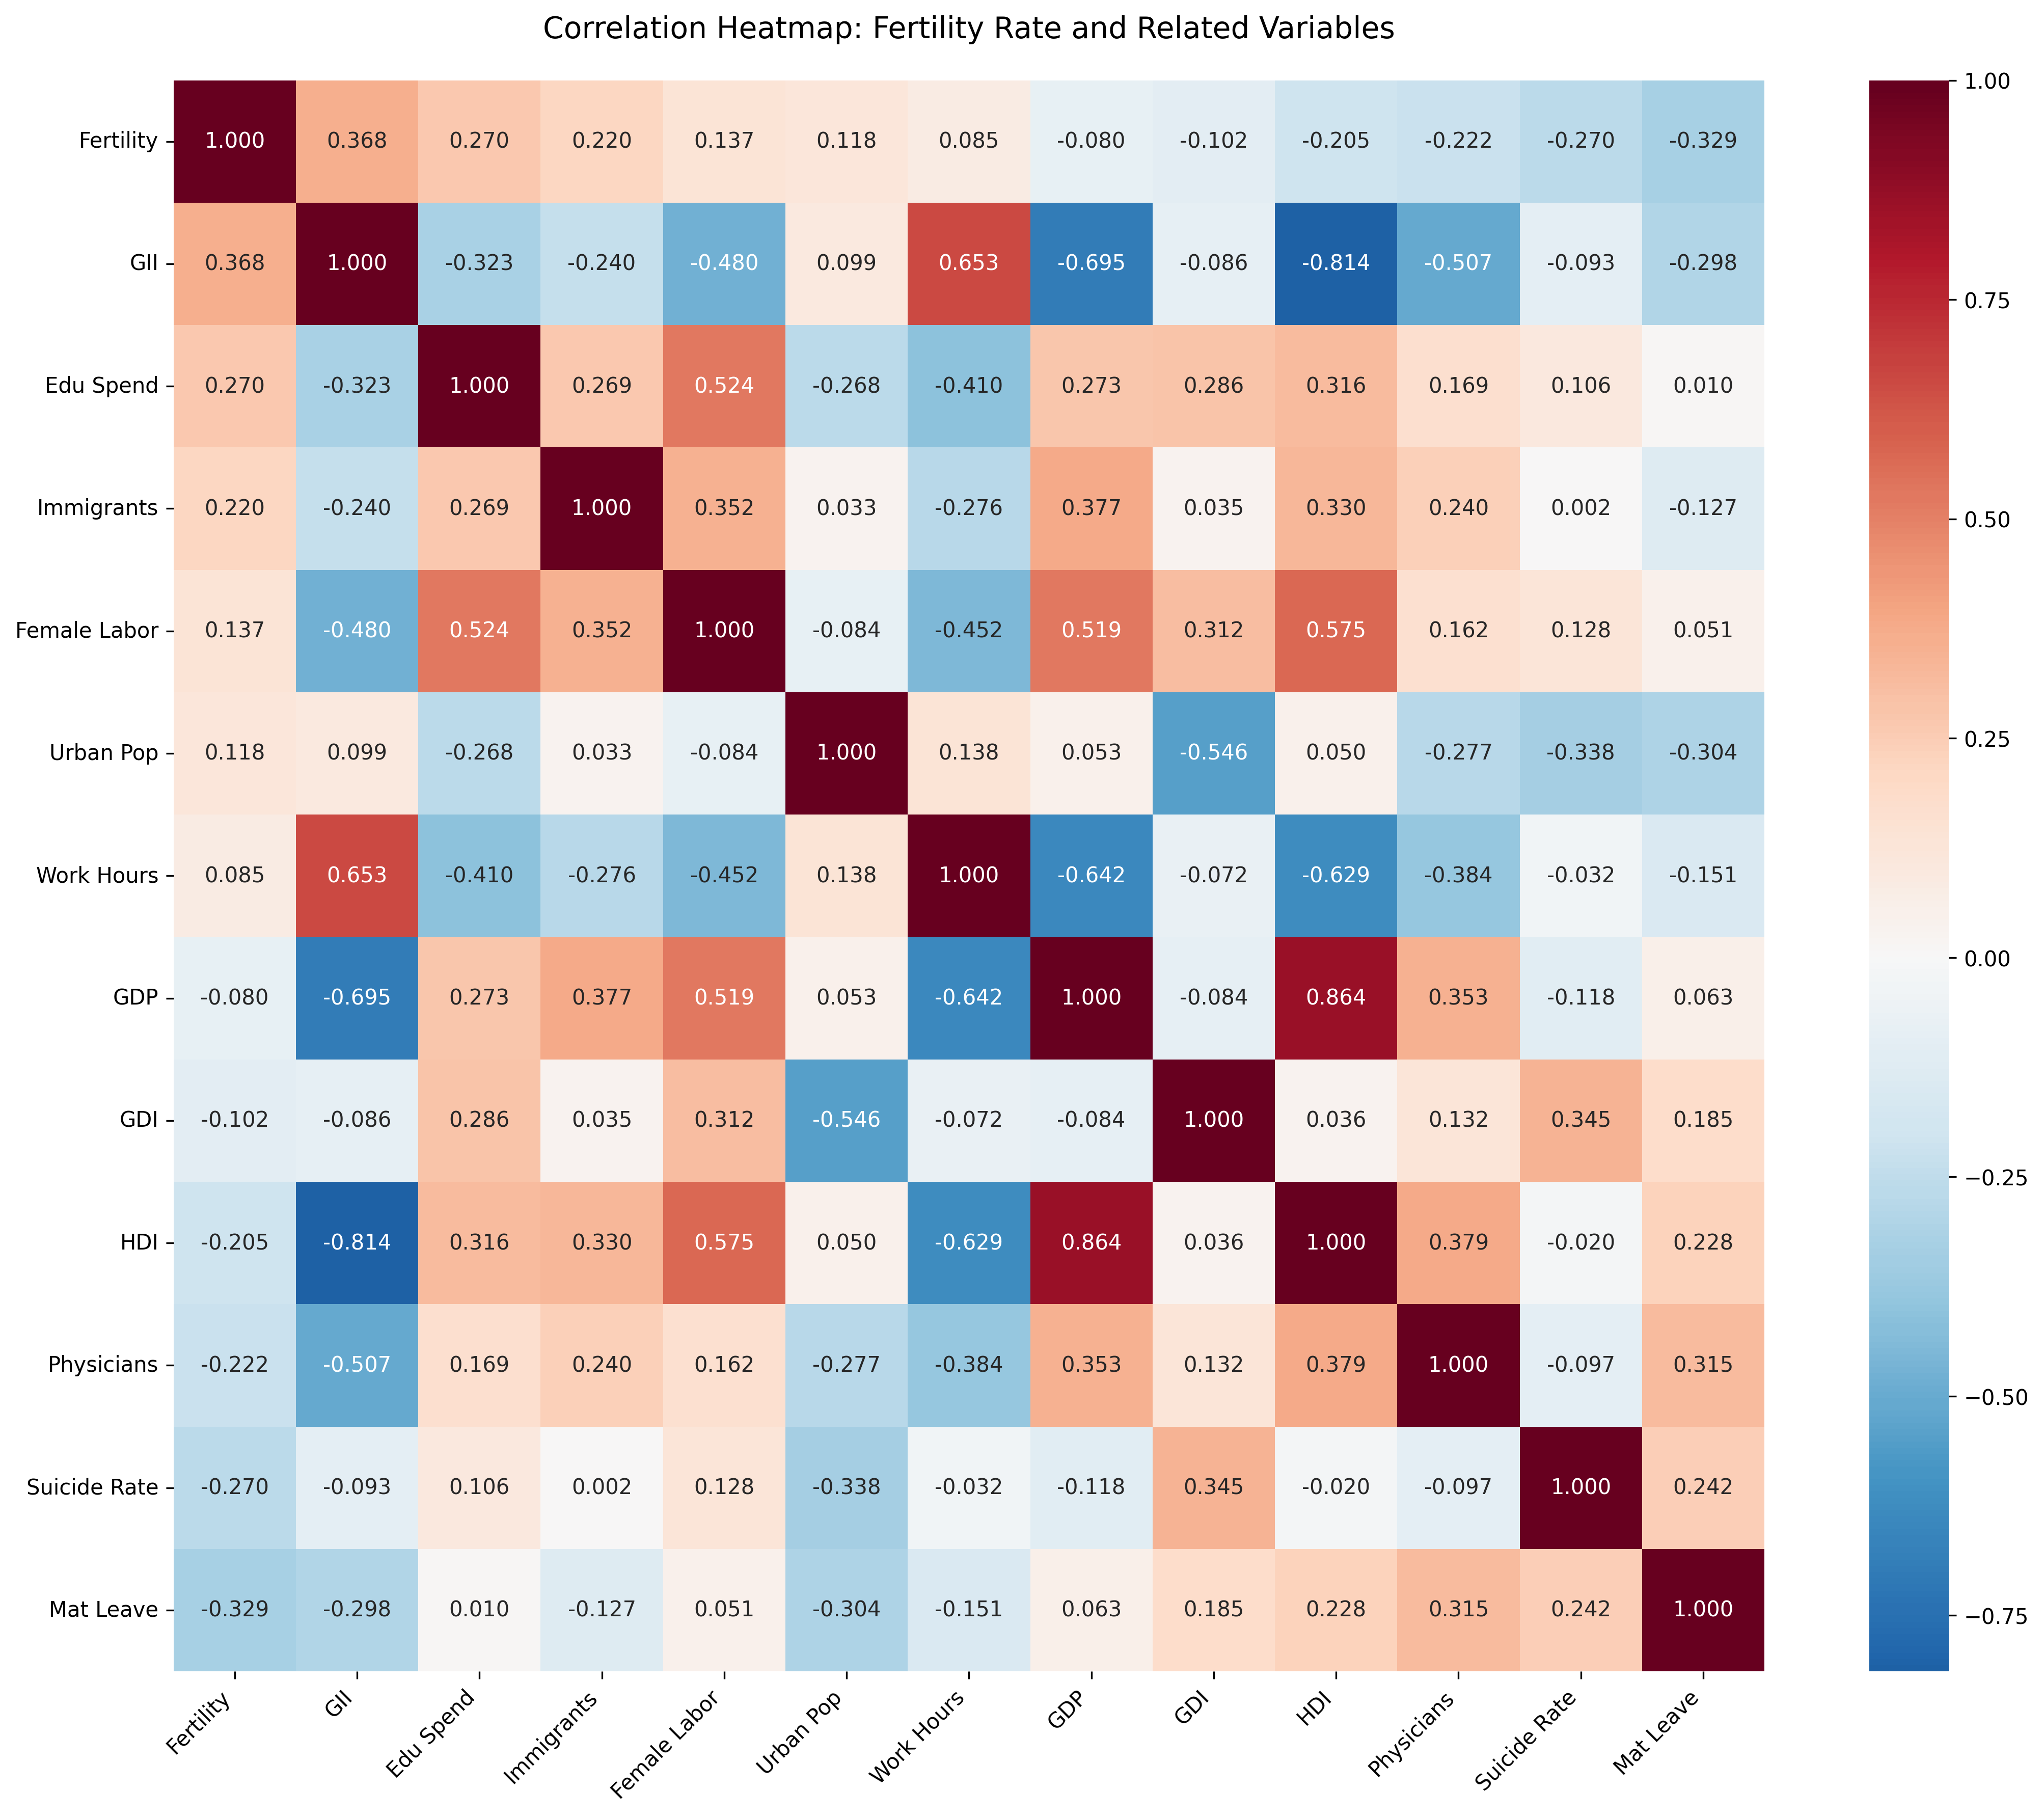 Correlation Heatmap: Fertility Rate and Related Variables
Fertility 1.000 0.368 0.270 0.220 0.137 0.118 0.085 -0.080 -0.102 -0.205 -0.222 -0.270 -0.329
GII 0.368 1.000 -0.323 -0.240 -0.480 0.099 0.653 -0.695 -0.086 -0.814 -0.507 -0.093 -0.298
Edu Spend 0.270 -0.323 1.000 0.269 0.524 -0.268 -0.410 0.273 0.286 0.316 0.169 0.106 0.010
Immigrants 0.220 -0.240 0.269 1.000 0.352 0.033 -0.276 0.377 0.035 0.330 0.240 0.002 -0.127
Female Labor 0.137 -0.480 0.524 0.352 1.000 -0.084 -0.452 0.519 0.312 0.575 0.162 0.128 0.051
Urban Pop 0.118 0.099 -0.268 0.033 -0.084 1.000 0.138 0.053 -0.546 0.050 -0.277 -0.338 -0.304
Work Hours 0.085 0.653 -0.410 -0.276 -0.452 0.138 1.000 -0.642 -0.072 -0.629 -0.384 -0.032 -0.151
GDP -0.080 -0.695 0.273 0.377 0.519 0.053 -0.642 1.000 -0.084 0.864 0.353 -0.118 0.063
GDI -0.102 -0.086 0.286 0.035 0.312 -0.546 -0.072 -0.084 1.000 0.036 0.132 0.345 0.185
HDI -0.205 -0.814 0.316 0.330 0.575 0.050 -0.629 0.864 0.036 1.000 0.379 -0.020 0.228
Physicians -0.222 -0.507 0.169 0.240 0.162 -0.277 -0.384 0.353 0.132 0.379 1.000 -0.097 0.315
Suicide Rate -0.270 -0.093 0.106 0.002 0.128 -0.338 -0.032 -0.118 0.345 -0.020 -0.097 1.000 0.242
Mat Leave -0.329 -0.298 0.010 -0.127 0.051 -0.304 -0.151 0.063 0.185 0.228 0.315 0.242 1.000
Fertility GII Edu Spend Immigrants Female Labor Urban Pop Work Hours GDP GDI HDI Physicians Suicide Rate Mat Leave
1.00
0.75
0.50
0.25
0.00
−0.25
−0.50
−0.75